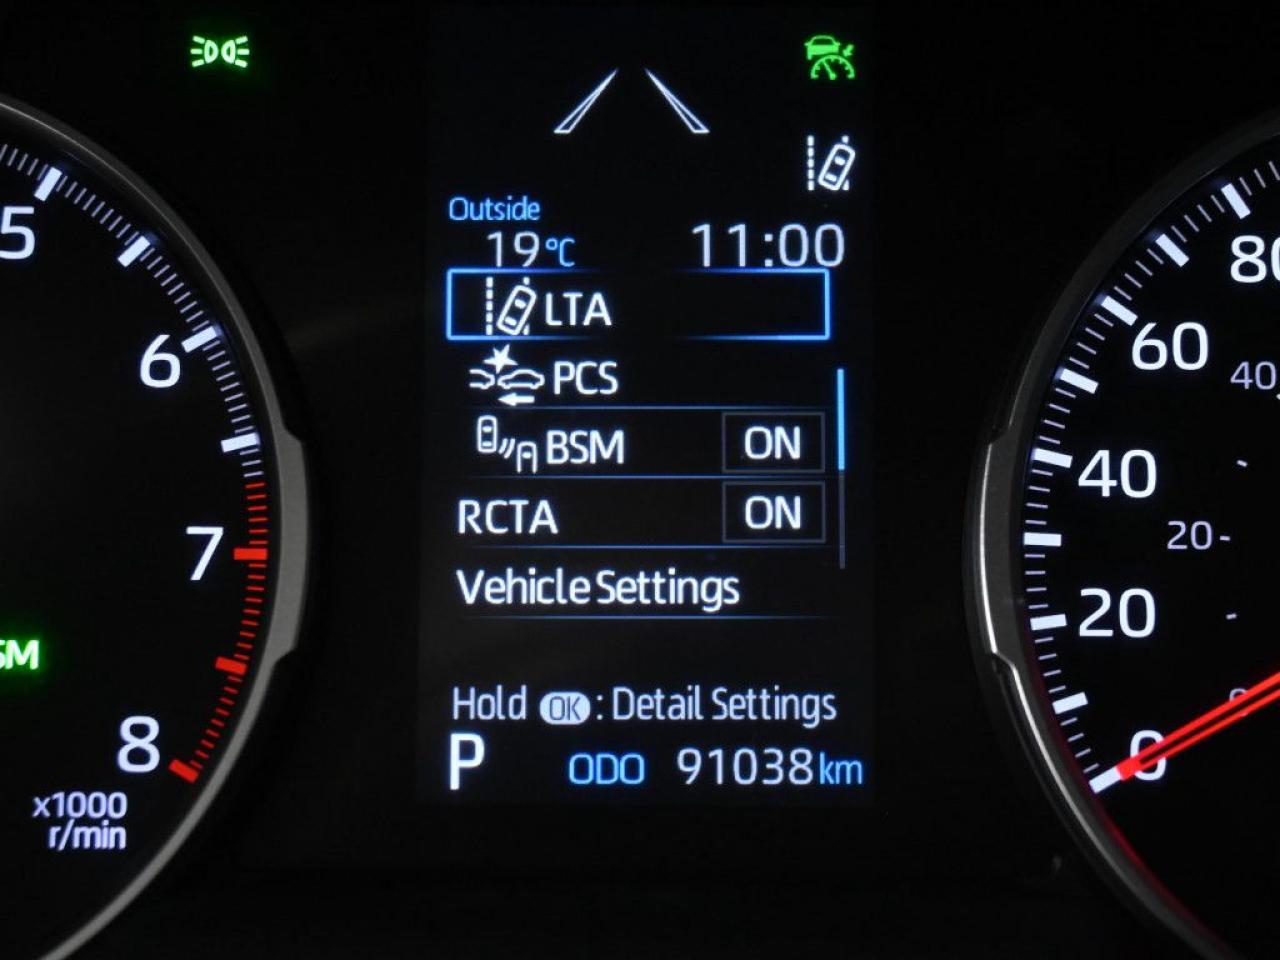 Outside
19°C 11:00
LTA
PCS
BSM ON
RCTA ON
Vehicle Settings
Hold OK : Detail Settings
P ODO 91038 km
5
6
7
8
x1000
r/min
SM
80
60
40
20
0
40
20
0